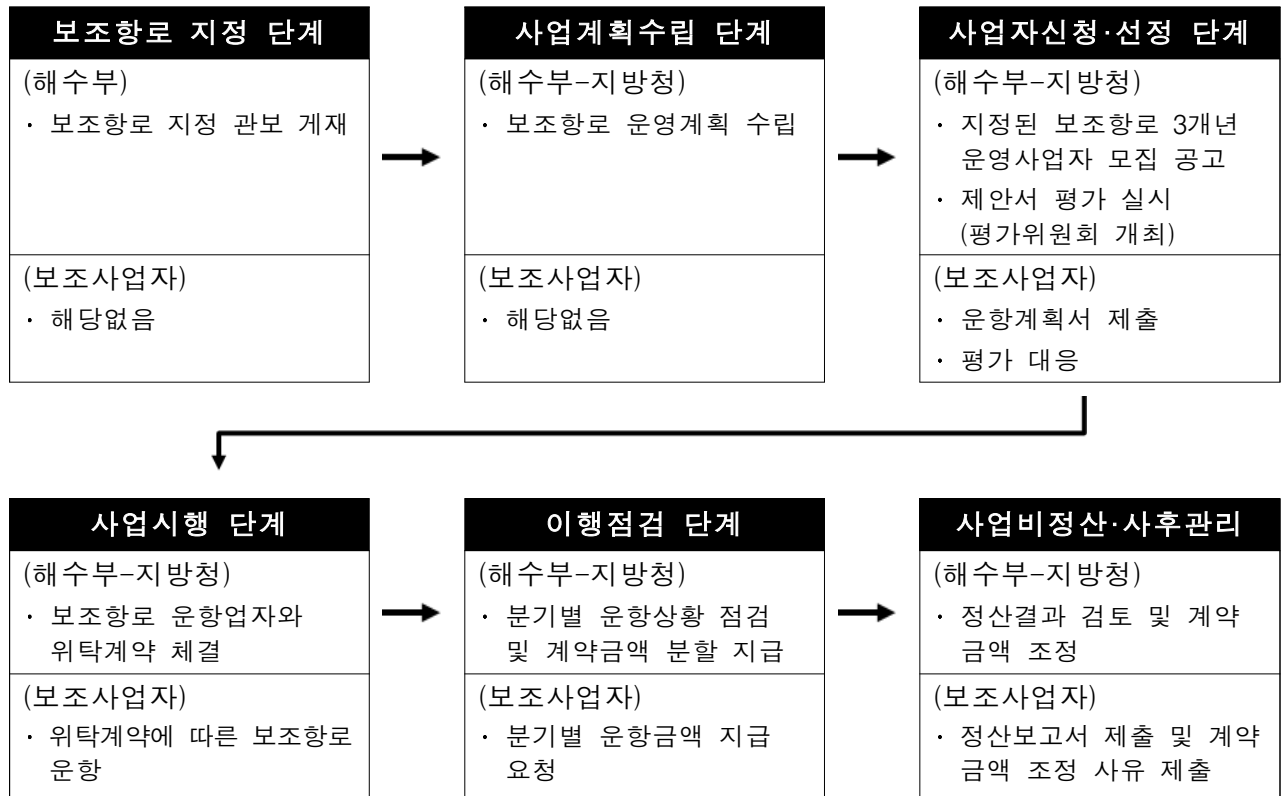 보조항로 지정 단계
(해수부)
· 보조항로 지정 관보 게재
(보조사업자)
· 해당없음
사업계획수립 단계
(해수부-지방청)
· 보조항로 운영계획 수립
(보조사업자)
· 해당없음
사업자신청·선정 단계
(해수부-지방청)
· 지정된 보조항로 3개년
운영사업자 모집 공고
· 제안서 평가 실시
(평가위원회 개최)
(보조사업자)
· 운항계획서 제출
· 평가 대응
사업시행 단계
(해수부-지방청)
· 보조항로 운항업자와
위탁계약 체결
(보조사업자)
· 위탁계약에 따른 보조항로
운항
이행점검 단계
(해수부-지방청)
· 분기별 운항상황 점검
및 계약금액 분할 지급
(보조사업자)
· 분기별 운항금액 지급
요청
사업비정산·사후관리
(해수부-지방청)
· 정산결과 검토 및 계약
금액 조정
(보조사업자)
· 정산보고서 제출 및 계약
금액 조정 사유 제출